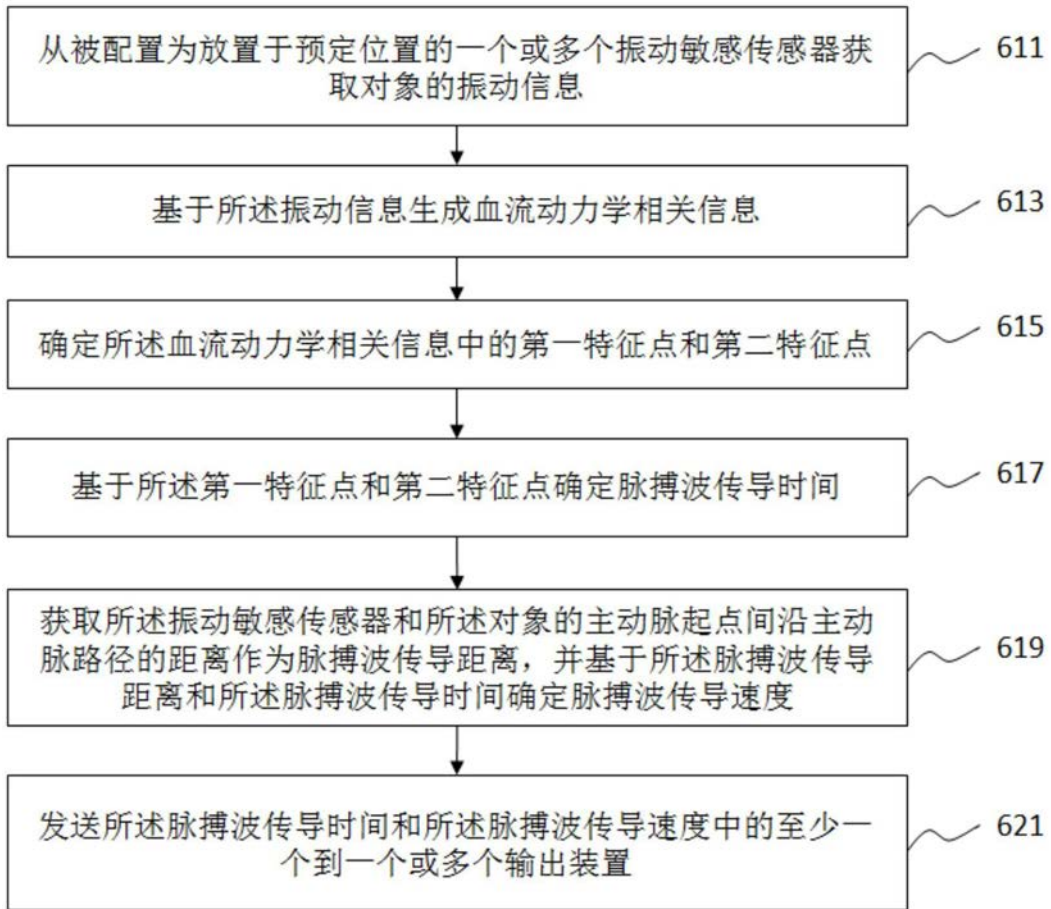 从被配置为放置于预定位置的一个或多个振动敏感传感器获
取对象的振动信息
611
基于所述振动信息生成血流动力学相关信息
613
确定所述血流动力学相关信息中的第一特征点和第二特征点
615
基于所述第一特征点和第二特征点确定脉搏波传导时间
617
获取所述振动敏感传感器和所述对象的主动脉起点间沿主动
脉路径的距离作为脉搏波传导距离，并基于所述脉搏波传导
距离和所述脉搏波传导时间确定脉搏波传导速度
619
发送所述脉搏波传导时间和所述脉搏波传导速度中的至少一
个到一个或多个输出装置
621